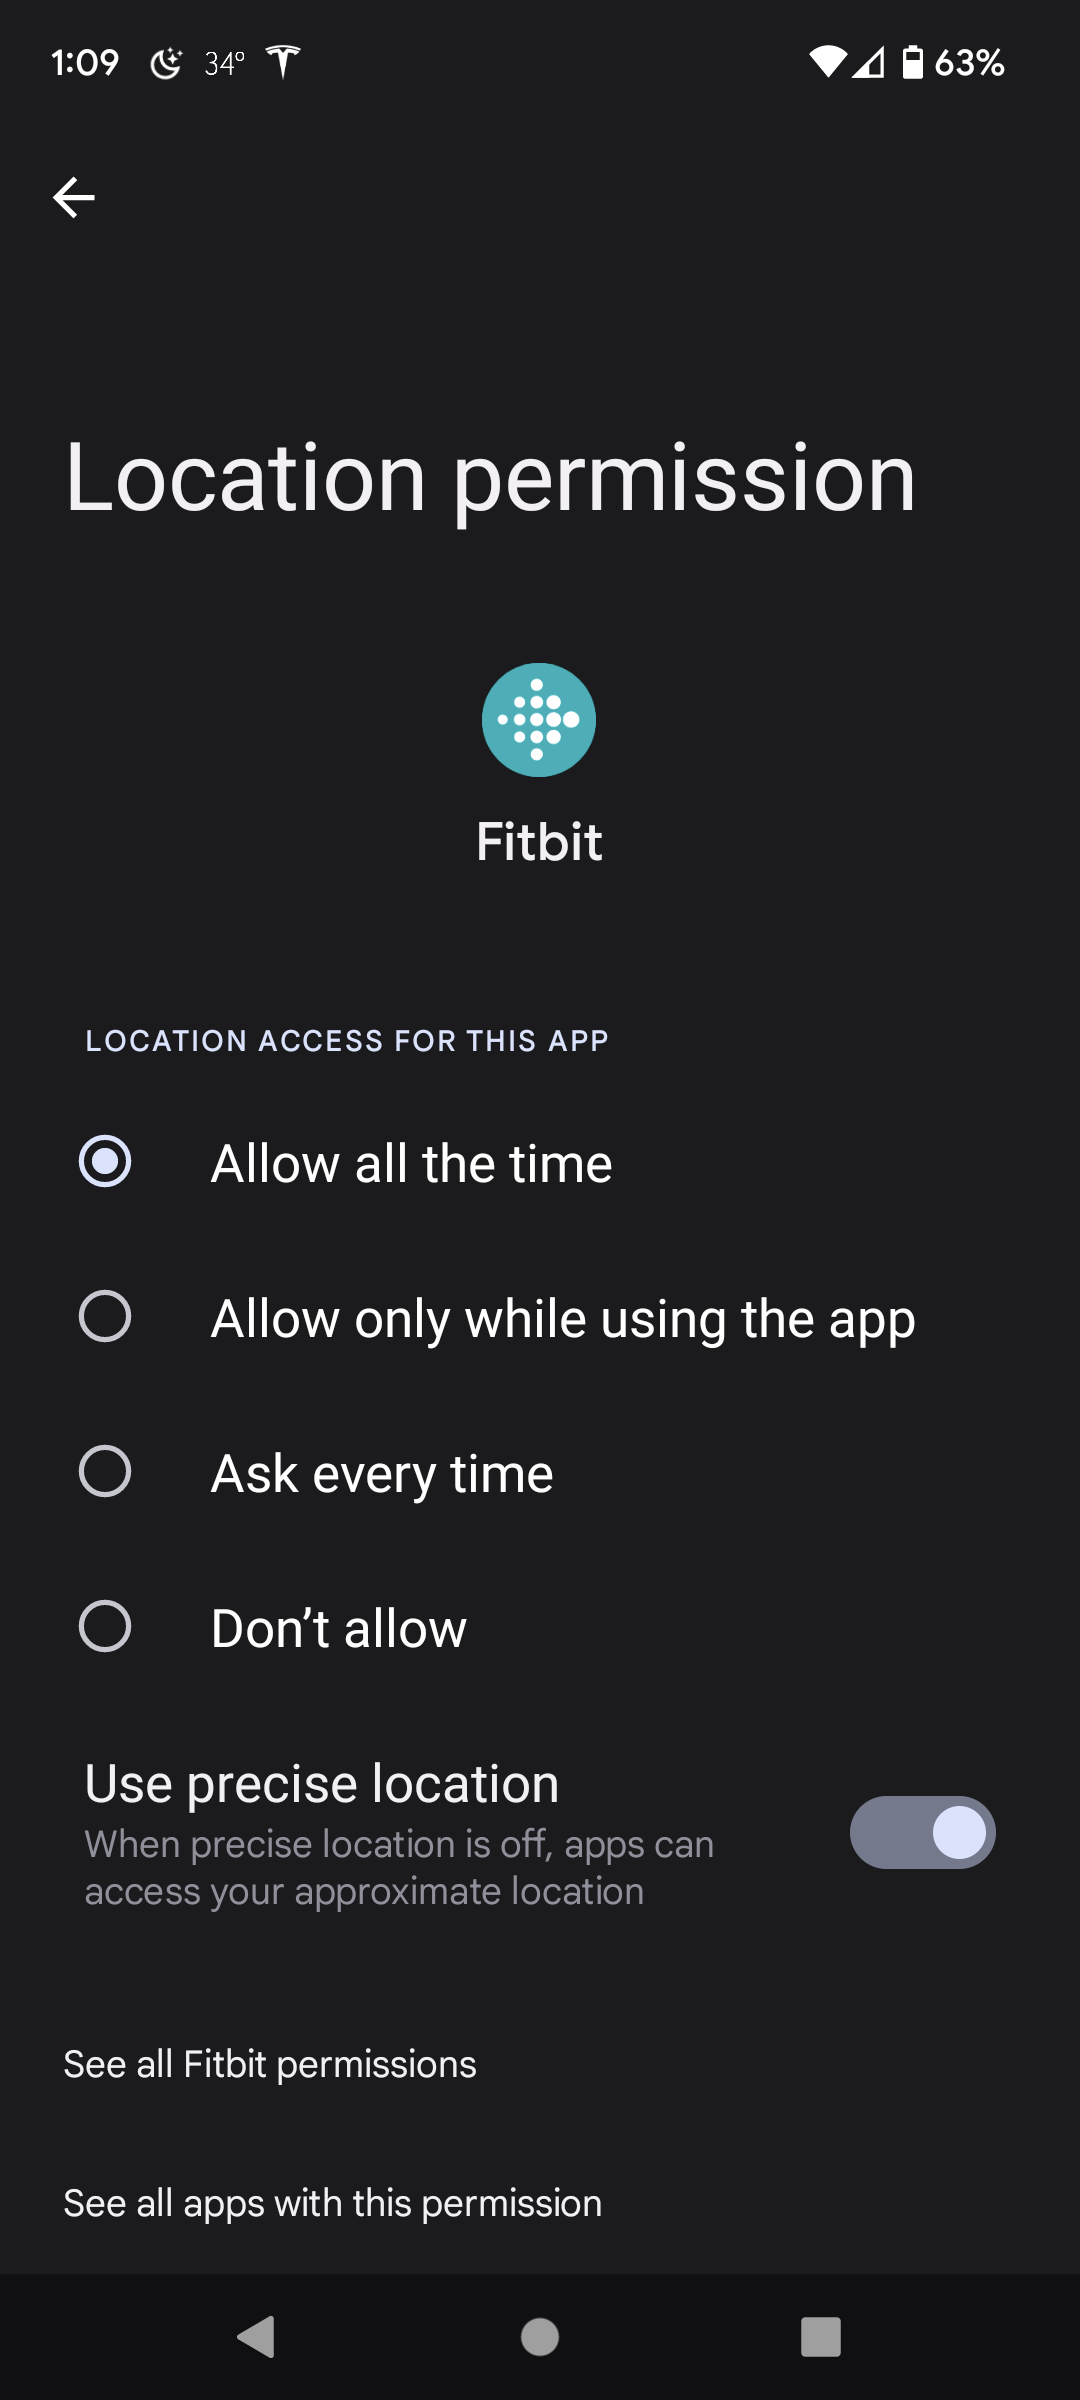 1:09 34° 63%
Location permission
Fitbit
LOCATION ACCESS FOR THIS APP
Allow all the time
Allow only while using the app
Ask every time
Don’t allow
Use precise location
When precise location is off, apps can
access your approximate location
See all Fitbit permissions
See all apps with this permission